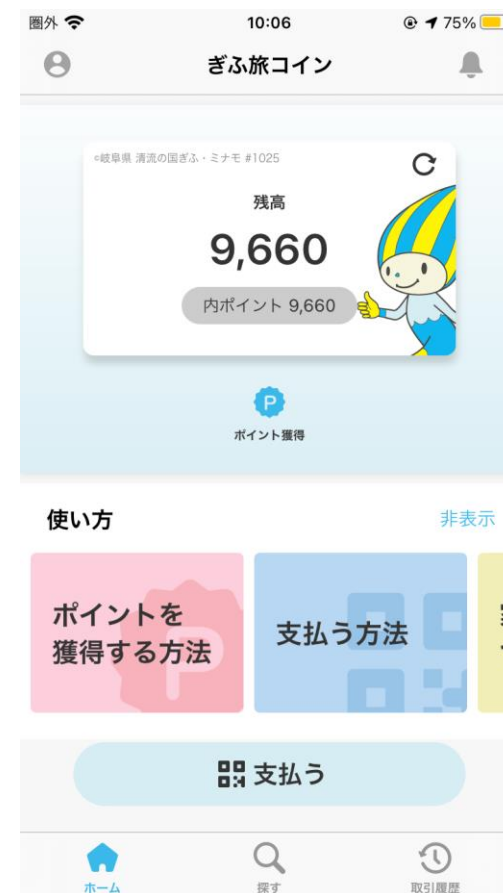 圏外 10:06 75%
ぎふ旅コイン
©岐阜県 清流の国ぎふ・ミナモ #1025
残高
9,660
内ポイント 9,660
P
ポイント獲得
使い方 非表示
ポイントを
獲得する方法
支払う方法
支払う
ホーム 探す 取引履歴